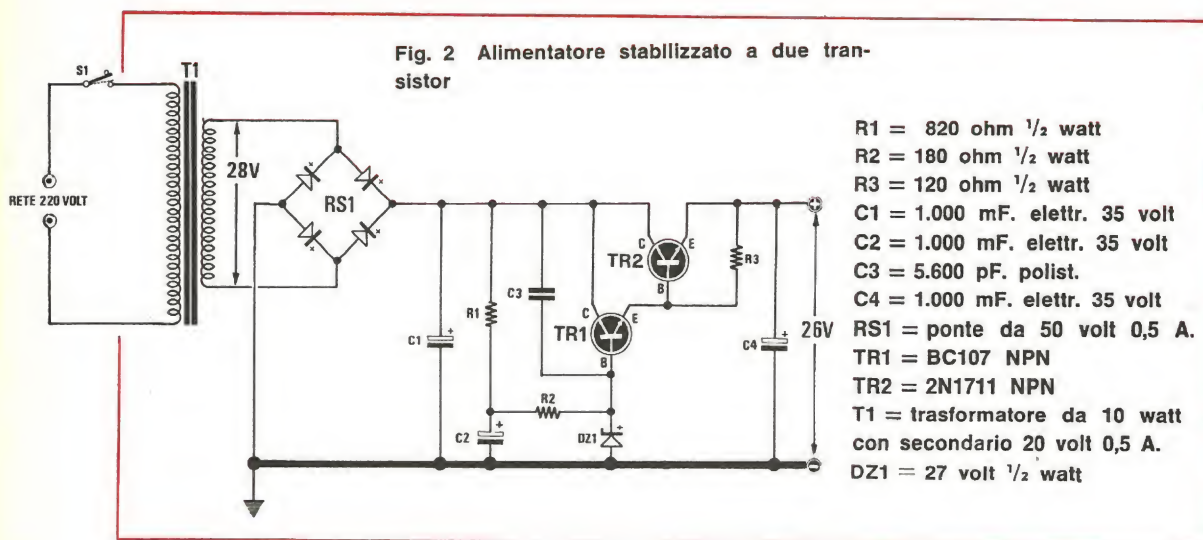 Fig. 2 Alimentatore stabilizzato a due tran-
sistor
S1
T1
RETE 220 VOLT
28V
RS1
C1
R1
C2
C3
R2
TR1
C
E
B
DZ1
TR2
C
E
B
R3
C4
26V
R1 = 820 ohm 1/2 watt
R2 = 180 ohm 1/2 watt
R3 = 120 ohm 1/2 watt
C1 = 1.000 mF. elettr. 35 volt
C2 = 1.000 mF. elettr. 35 volt
C3 = 5.600 pF. polist.
C4 = 1.000 mF. elettr. 35 volt
RS1 = ponte da 50 volt 0,5 A.
TR1 = BC107 NPN
TR2 = 2N1711 NPN
T1 = trasformatore da 10 watt
con secondario 20 volt 0,5 A.
DZ1 = 27 volt 1/2 watt